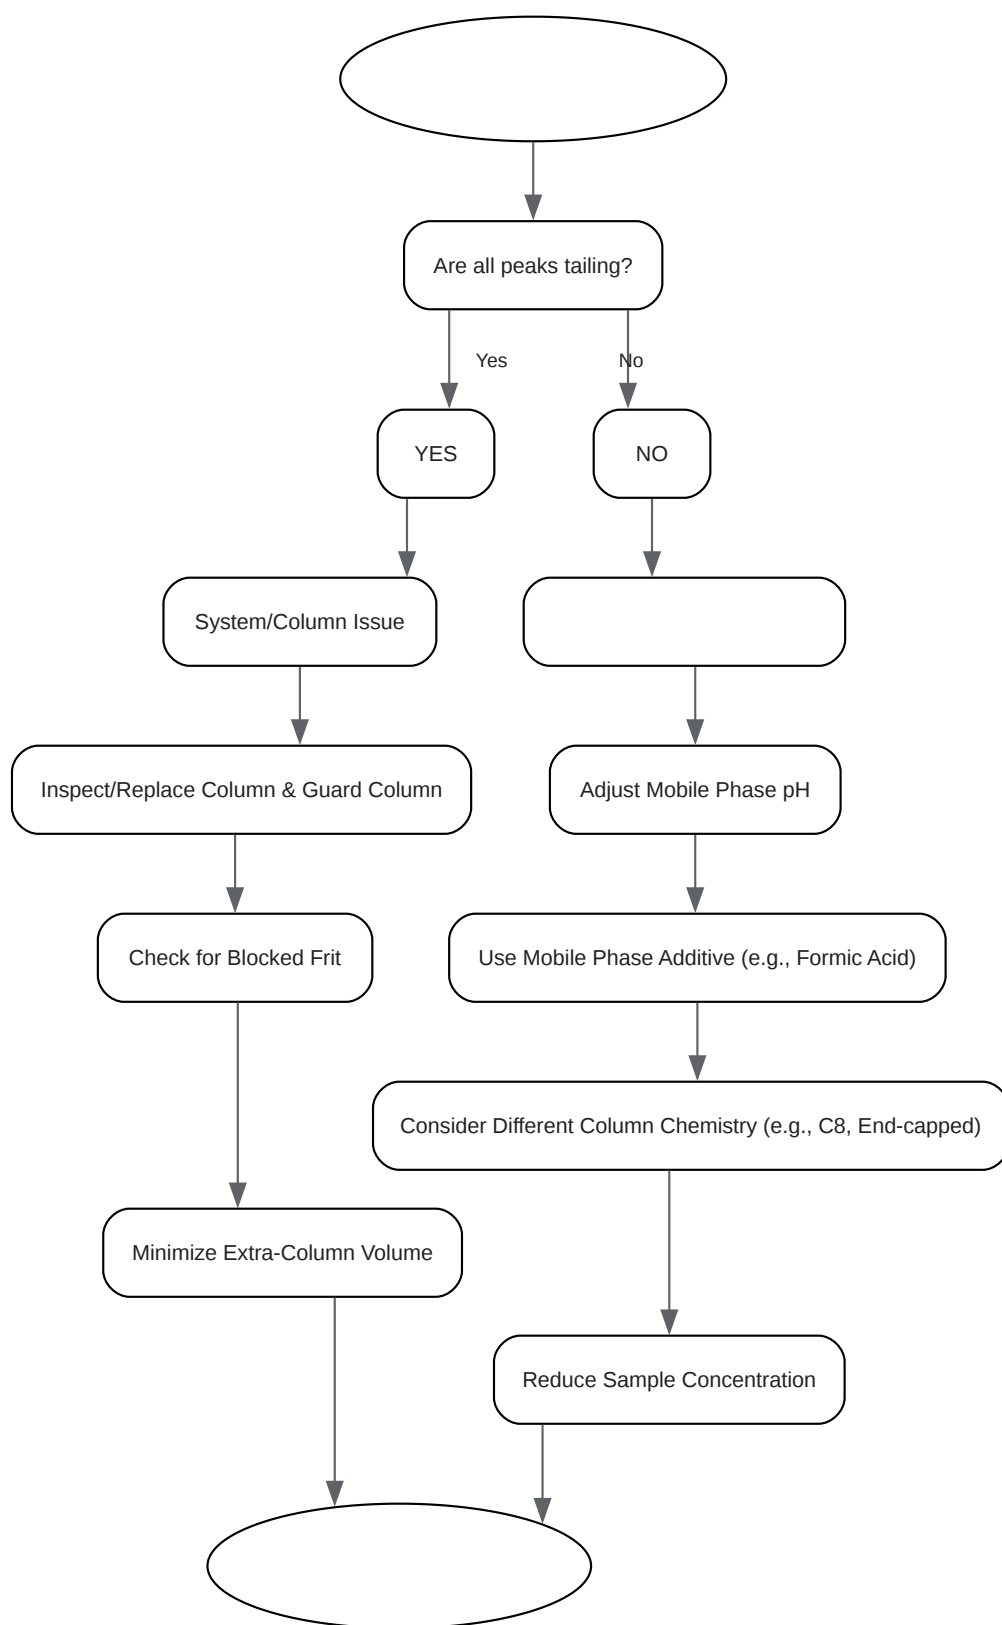 Are all peaks tailing?
Yes
No
YES
NO
System/Column Issue
Inspect/Replace Column & Guard Column
Adjust Mobile Phase pH
Check for Blocked Frit
Use Mobile Phase Additive (e.g., Formic Acid)
Consider Different Column Chemistry (e.g., C8, End-capped)
Minimize Extra-Column Volume
Reduce Sample Concentration